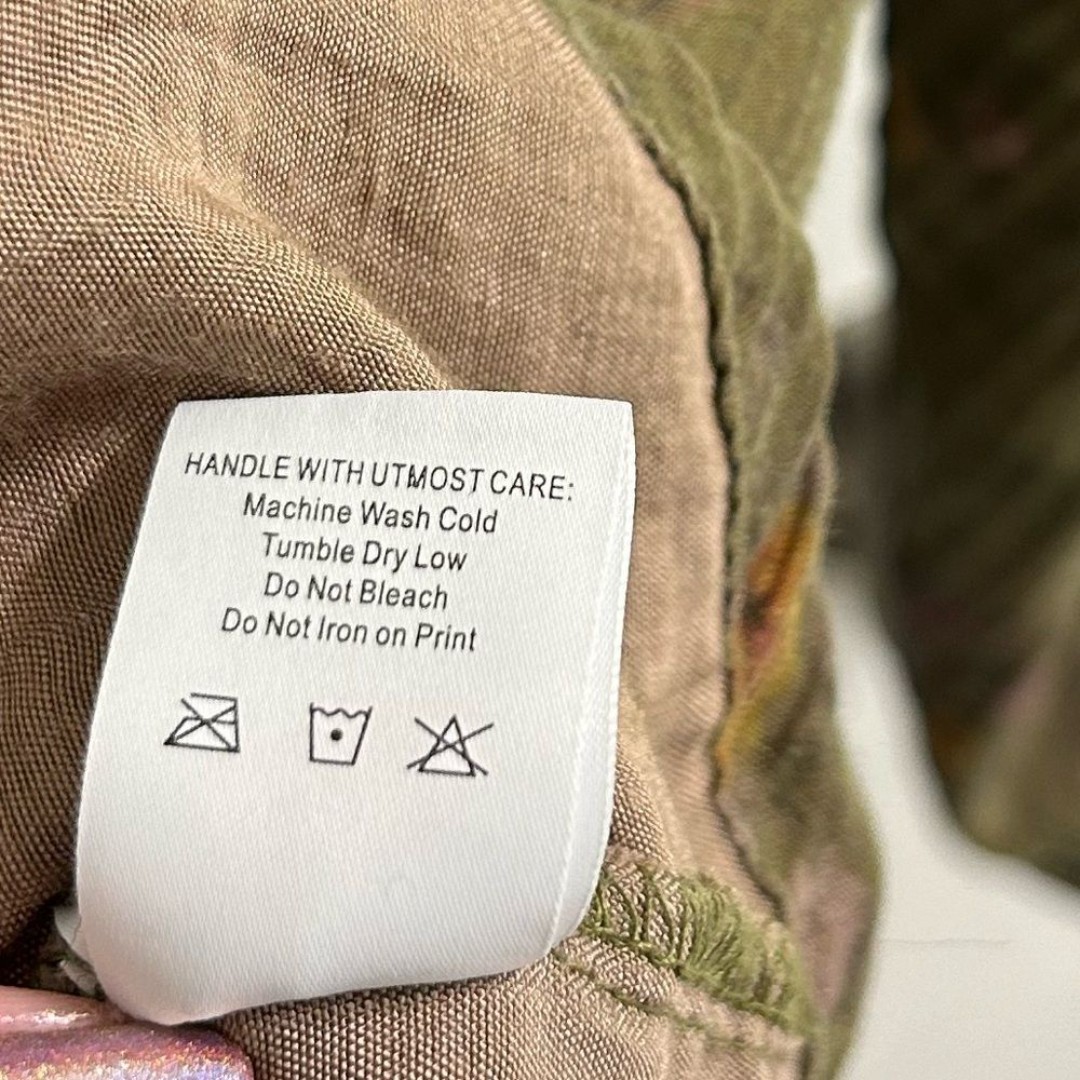 HANDLE WITH UTMOST CARE:
Machine Wash Cold
Tumble Dry Low
Do Not Bleach
Do Not Iron on Print